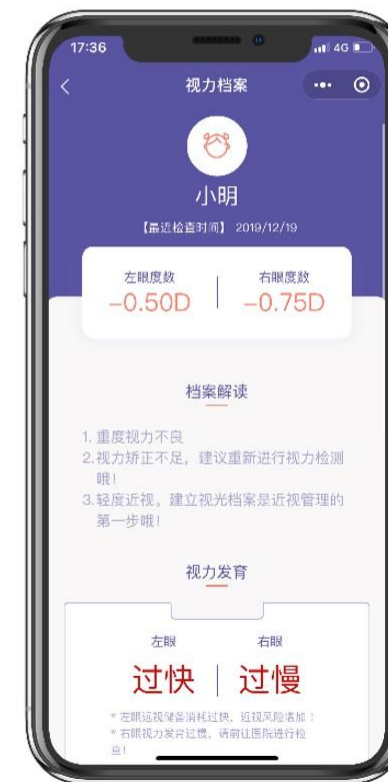 17:36
4G
视力档案
小明
【最近检查时间】 2019/12/19
左眼度数
右眼度数
-0.50D
-0.75D
档案解读
1. 重度视力不良
2.视力矫正不足，建议重新进行视力检测
哦！
3.轻度近视，建立视光档案是近视管理的
第一步哦！
视力发育
左眼
右眼
过快
过慢
* 左眼远视储备消耗过快，近视风险增加！
* 右眼视力发育过慢，请前往医院进行检
查！